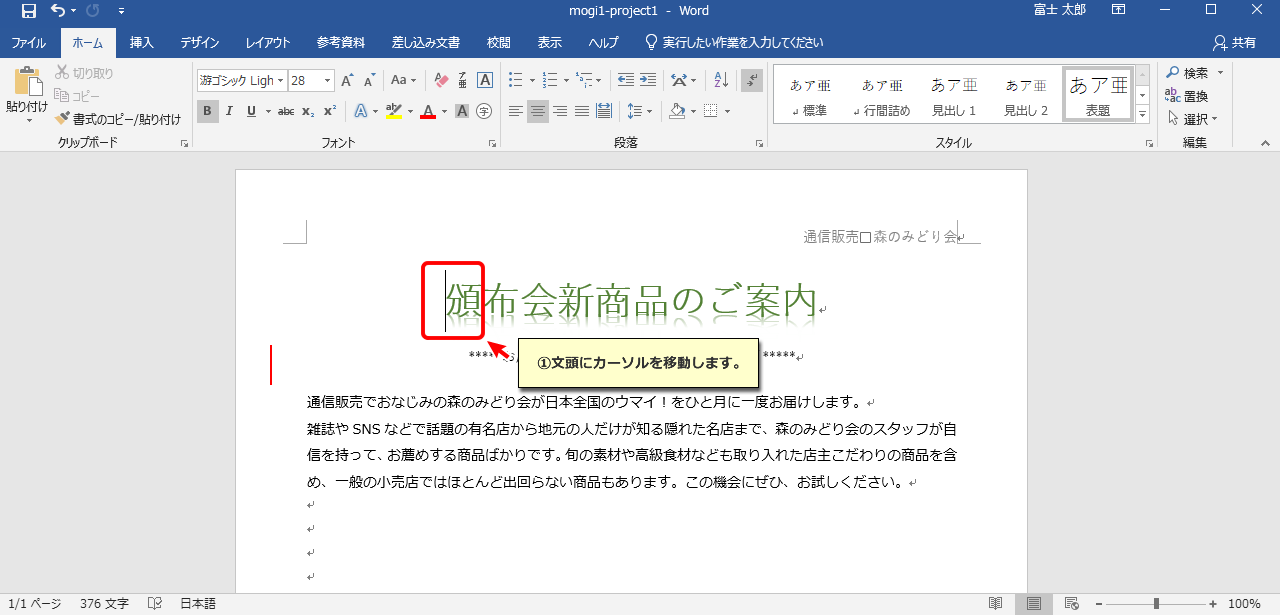 mogi1-project1 - Word
富士 太郎
ファイル ホーム 挿入 デザイン レイアウト 参考資料 差し込み文書 校閲 表示 ヘルプ 実行したい作業を入力してください 共有
貼り付け
切り取り
コピー
書式のコピー/貼り付け
クリップボード
游ゴシック Ligh 28 Aa A
B I U abc x₂ x² A ab A A 字
フォント
段落
あア亜 あア亜 あア亜 あア亜 あア亜
↲標準 ↲行間詰め 見出し 1 見出し 2 表題
スタイル
検索
置換
選択
編集
通信販売□森のみどり会↵
頒布会新商品のご案内↵
①文頭にカーソルを移動します。
*****↵
通信販売でおなじみの森のみどり会が日本全国のウマイ！をひと月に一度お届けします。↵
雑誌や SNS などで話題の有名店から地元の人だけが知る隠れた名店まで、森のみどり会のスタッフが自
信を持って、お薦めする商品ばかりです。旬の素材や高級食材なども取り入れた店主こだわりの商品を含
め、一般の小売店ではほとんど出回らない商品もあります。この機会にぜひ、お試しください。↵
↵
↵
↵
↵
1/1 ページ 376 文字 日本語 100%